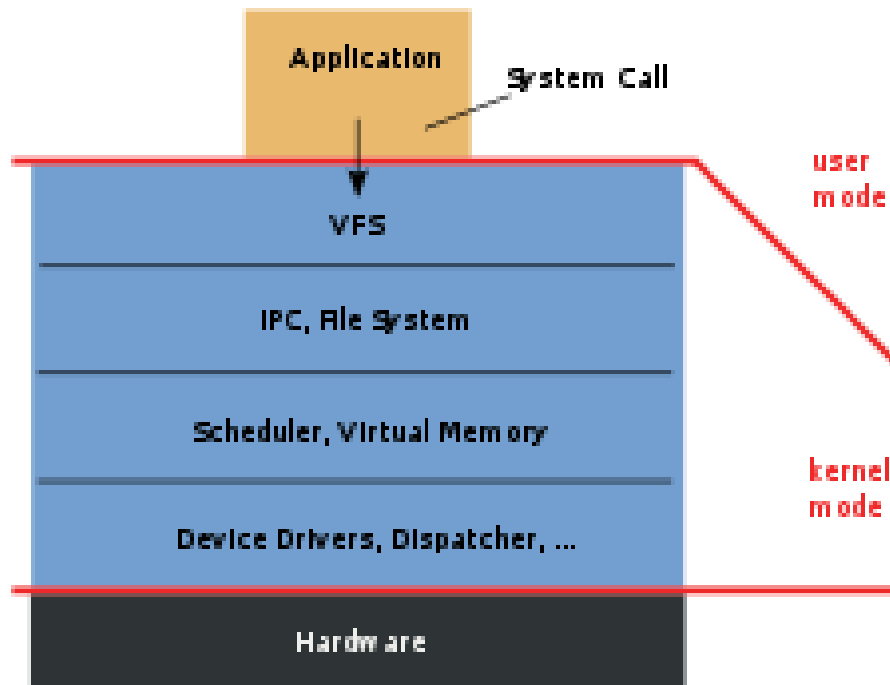 Application
System Call
user
mode
VFS
IPC, File System
Scheduler, Virtual Memory
kernel
mode
Device Drivers, Dispatcher, ...
Hardware